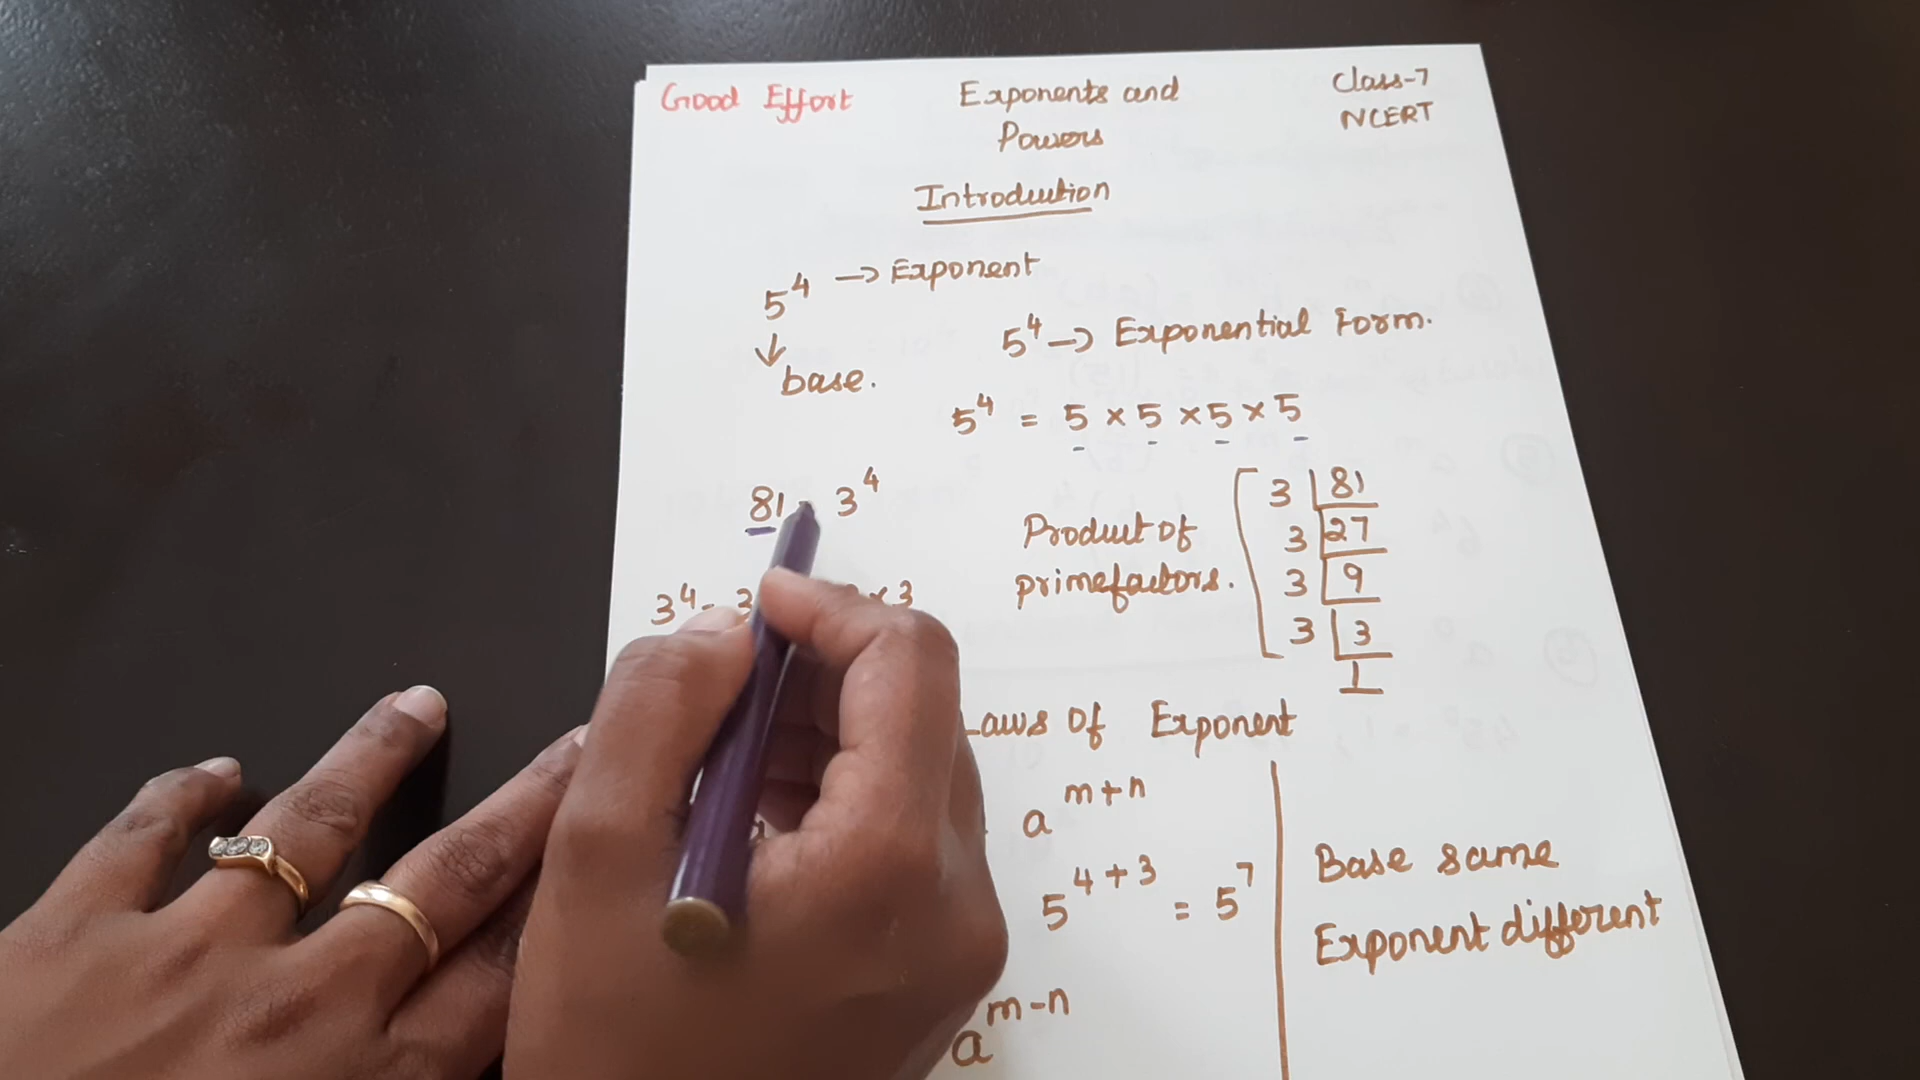 Good Effort
Exponents and
Powers
Class-7
NCERT
Introduction
5⁴ → Exponent
↓
base.
5⁴ → Exponential Form.
5⁴ = 5 × 5 × 5 × 5
81 = 3⁴
3 | 81
3 | 27
3 | 9
3 | 3
1
Product of
primefactors.
3⁴ = 3 × 3
Laws Of Exponent
a^(m+n)
5^(4+3) = 5⁷
a^(m-n)
Base same
Exponent different